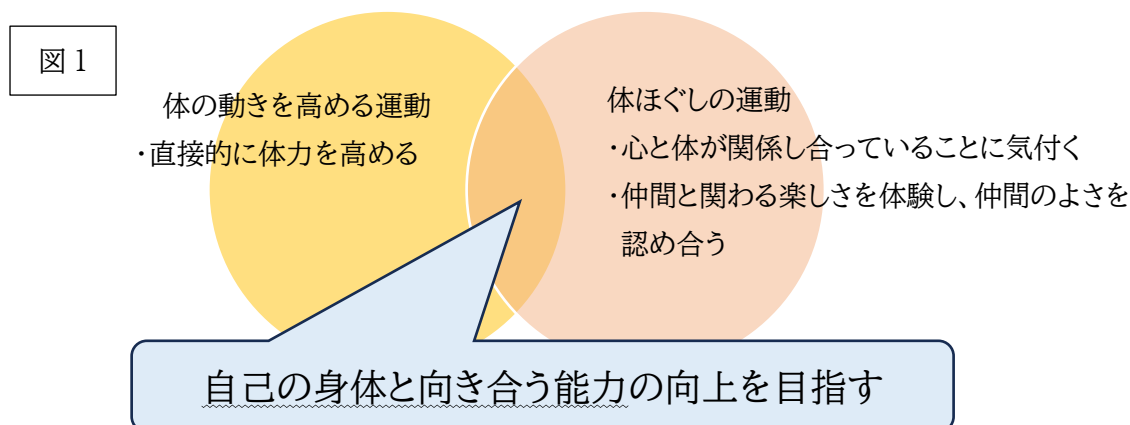 図1
体の動きを高める運動
・直接的に体力を高める
体ほぐしの運動
・心と体が関係し合っていることに気付く
・仲間と関わる楽しさを体験し、仲間のよさを
認め合う
自己の身体と向き合う能力の向上を目指す